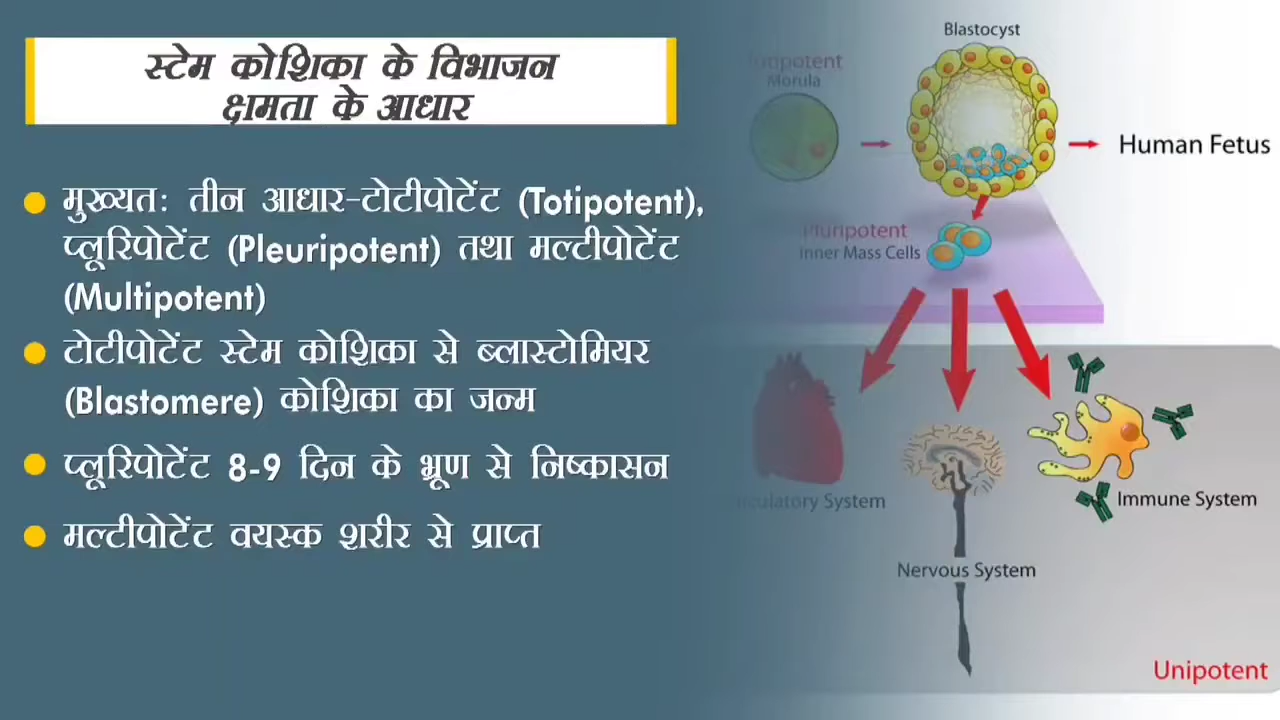 स्टेम कोशिका के विभाजन
क्षमता के आधार
मुख्यतः तीन आधार-टोटीपोटेंट (Totipotent),
प्लूरिपोटेंट (Pleuripotent) तथा मल्टीपोटेंट
(Multipotent)
टोटीपोटेंट स्टेम कोशिका से ब्लास्टोमियर
(Blastomere) कोशिका का जन्म
प्लूरिपोटेंट 8-9 दिन के भ्रूण से निष्कासन
मल्टीपोटेंट वयस्क शरीर से प्राप्त
Blastocyst
Morula
Human Fetus
Pluripotent
Inner Mass Cells
System
Immune System
Nervous System
Unipotent